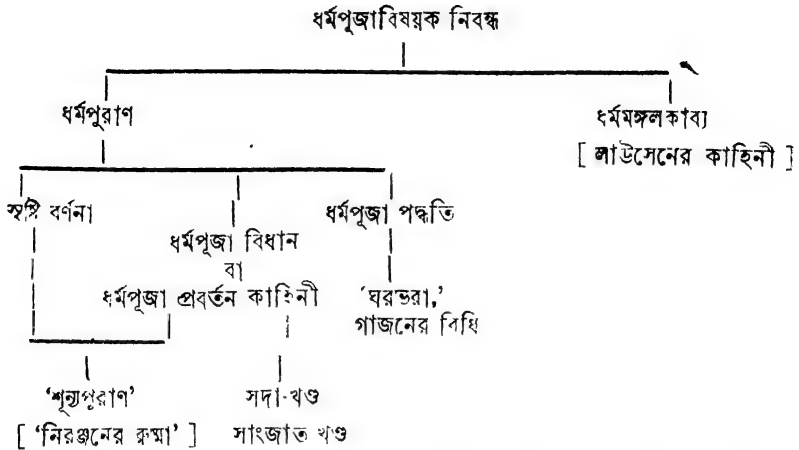 ধর্মপূজাবিষয়ক নিবন্ধ
ধর্মপুরাণ
ধর্মমঙ্গলকাব্য
[ লাউসেনের কাহিনী ]
সৃষ্টি বর্ণনা
ধর্মপূজা পদ্ধতি
ধর্মপূজা বিধান
বা
ধর্মপূজা প্রবর্তন কাহিনী
'ঘরভরা,'
গাজনের বিধি
'শূন্যপুরাণ'
[ 'নিরঞ্জনের রুষ্মা' ]
সদা-খণ্ড
সাংজাত খণ্ড